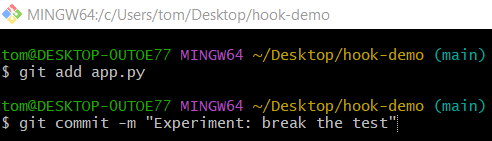 MINGW64:/c/Users/tom/Desktop/hook-demo
tom@DESKTOP-OUTOE77 MINGW64 ~/Desktop/hook-demo (main)
$ git add app.py
tom@DESKTOP-OUTOE77 MINGW64 ~/Desktop/hook-demo (main)
$ git commit -m "Experiment: break the test"